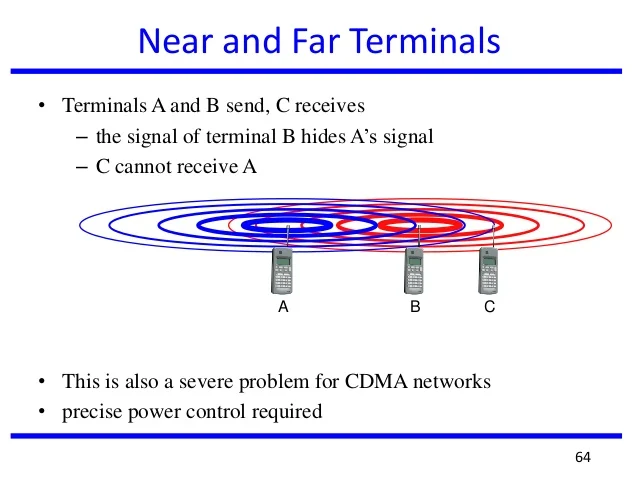 Near and Far Terminals
• Terminals A and B send, C receives
– the signal of terminal B hides A’s signal
– C cannot receive A
A B C
• This is also a severe problem for CDMA networks
• precise power control required
64